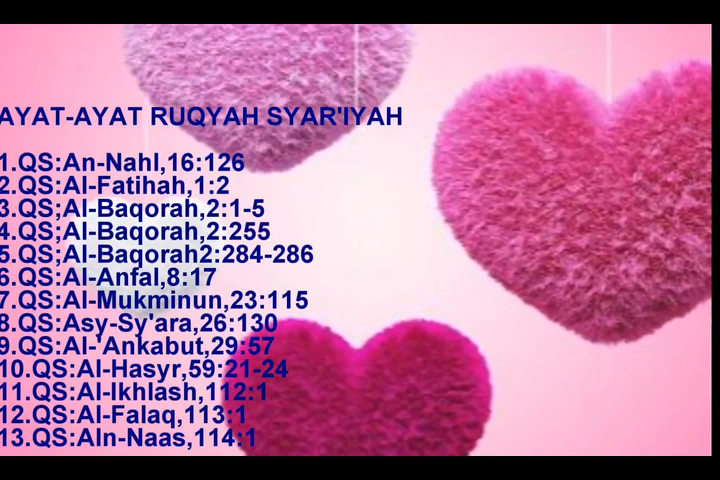 AYAT-AYAT RUQYAH SYAR'IYAH
1.QS:An-Nahl,16:126
2.QS:Al-Fatihah,1:2
3.QS;Al-Baqorah,2:1-5
4.QS;Al-Baqorah,2:255
5.QS:Al-Baqorah2:284-286
6.QS:Al-Anfal,8:17
7.QS:Al-Mukminun,23:115
8.QS:Asy-Sy'ara,26:130
9.QS:Al-'Ankabut,29:57
10.QS:Al-Hasyr,59:21-24
11.QS:Al-Ikhlash,112:1
12.QS:Al-Falaq,113:1
13.QS:Aln-Naas,114:1